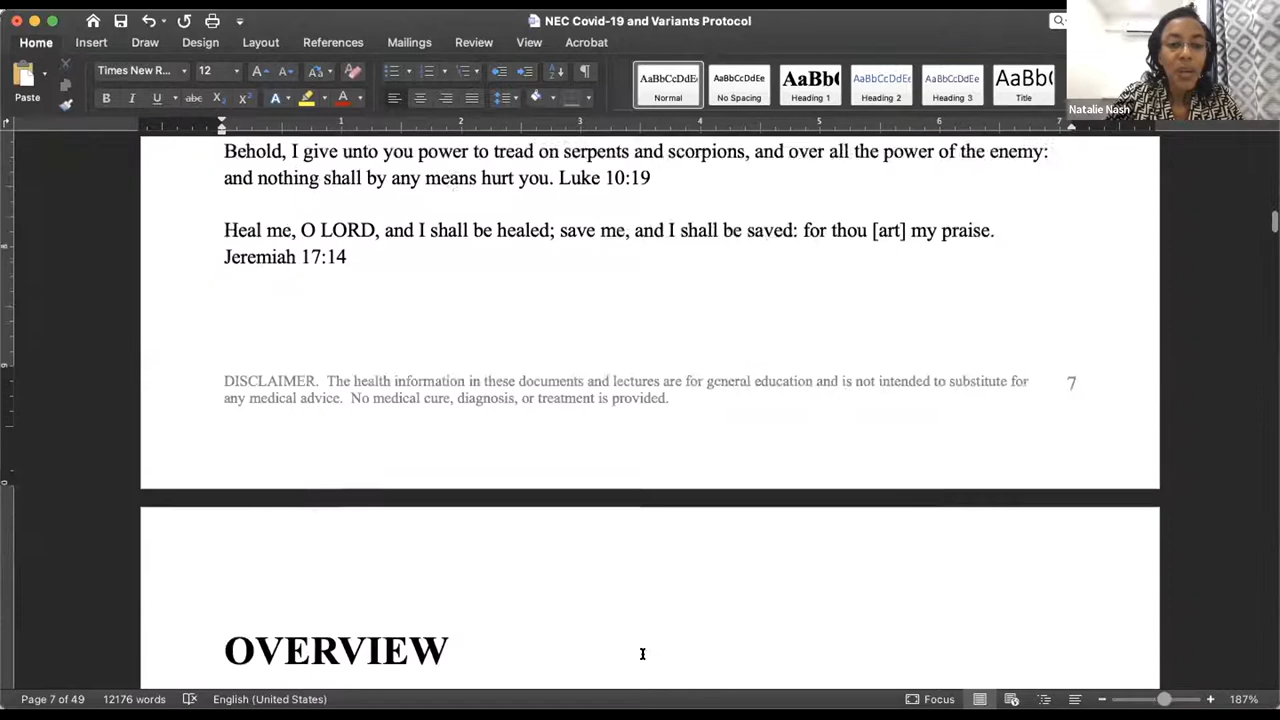 NEC Covid-19 and Variants Protocol
Home Insert Draw Design Layout References Mailings Review View Acrobat
Times New R... 12
Paste
AaBbCcDdEe AaBbCcDdEe AaBb( AaBbCcDdEe AaBbCcDdEe AaBb(
Normal No Spacing Heading 1 Heading 2 Heading 3 Title
Natalie Nash
1 2 3 4 5 6 7
Behold, I give unto you power to tread on serpents and scorpions, and over all the power of the enemy:
and nothing shall by any means hurt you. Luke 10:19
Heal me, O LORD, and I shall be healed; save me, and I shall be saved: for thou [art] my praise.
Jeremiah 17:14
DISCLAIMER. The health information in these documents and lectures are for general education and is not intended to substitute for 7
any medical advice. No medical cure, diagnosis, or treatment is provided.
OVERVIEW
Page 7 of 49 12176 words English (United States) Focus 187%